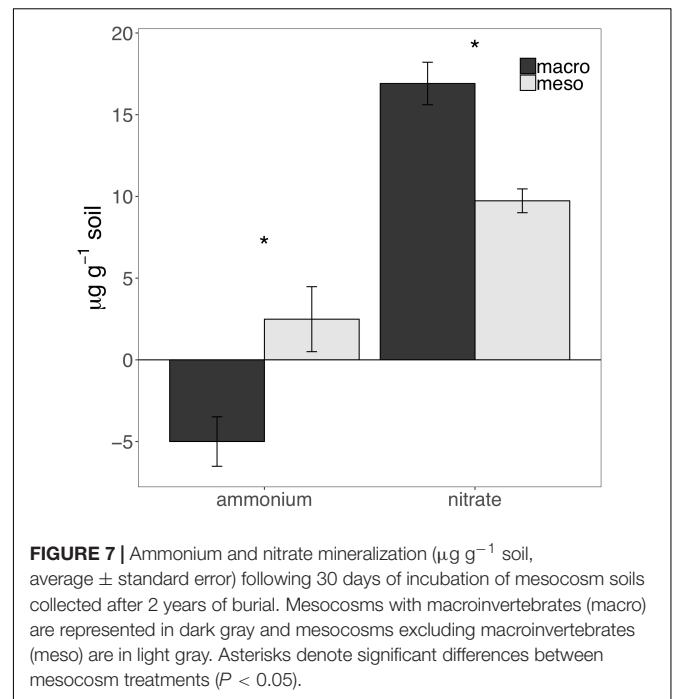 20
15
10
5
0
−5
μg g⁻¹ soil
*
*
macro
meso
ammonium nitrate
FIGURE 7 | Ammonium and nitrate mineralization (μg g⁻¹ soil,
average ± standard error) following 30 days of incubation of mesocosm soils
collected after 2 years of burial. Mesocosms with macroinvertebrates (macro)
are represented in dark gray and mesocosms excluding macroinvertebrates
(meso) are in light gray. Asterisks denote significant differences between
mesocosm treatments (P < 0.05).